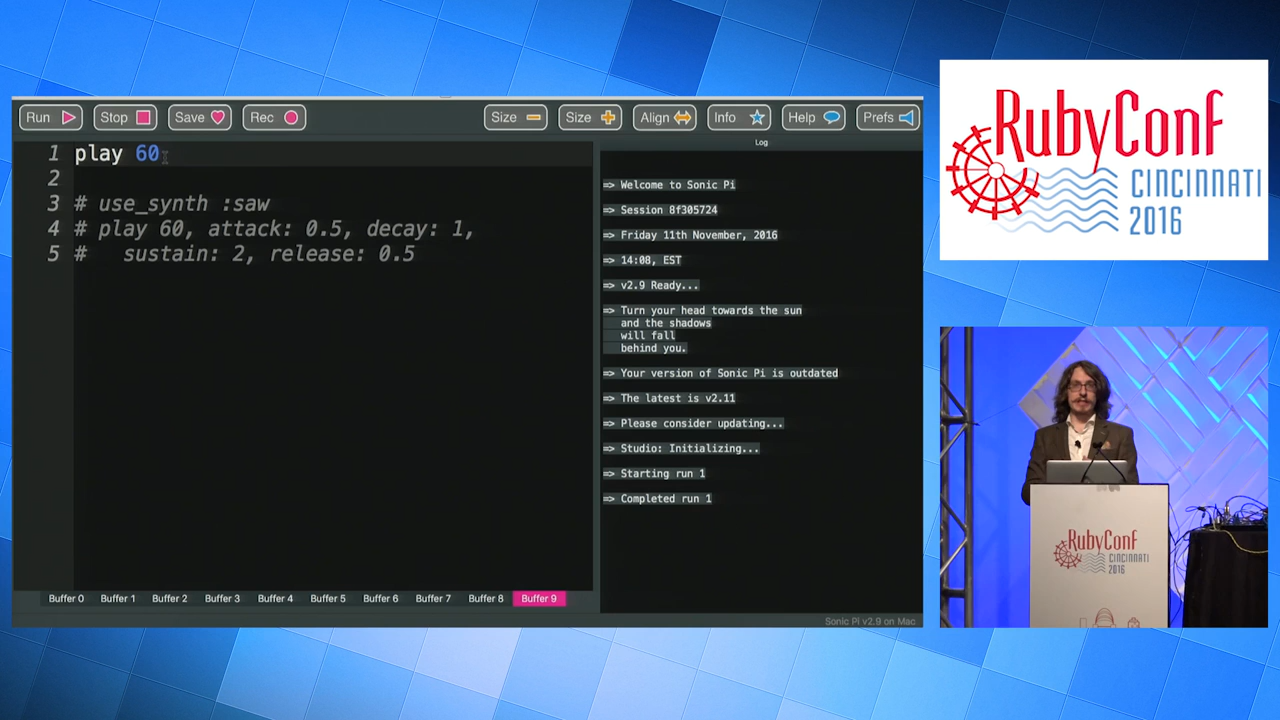 Run
Stop
Save
Rec
Size
Size
Align
Info
Help
Prefs
Log
1 play 60
2
3 # use_synth :saw
4 # play 60, attack: 0.5, decay: 1,
5 #   sustain: 2, release: 0.5
=> Welcome to Sonic Pi
=> Session 8f305724
=> Friday 11th November, 2016
=> 14:08, EST
=> v2.9 Ready...
=> Turn your head towards the sun
and the shadows
will fall
behind you.
=> Your version of Sonic Pi is outdated
=> The latest is v2.11
=> Please consider updating...
=> Studio: Initializing...
=> Starting run 1
=> Completed run 1
Buffer 0 Buffer 1 Buffer 2 Buffer 3 Buffer 4 Buffer 5 Buffer 6 Buffer 7 Buffer 8 Buffer 9
Sonic Pi v2.9 on Mac
RubyConf
CINCINNATI
2016
RubyConf
CINCINNATI
2016